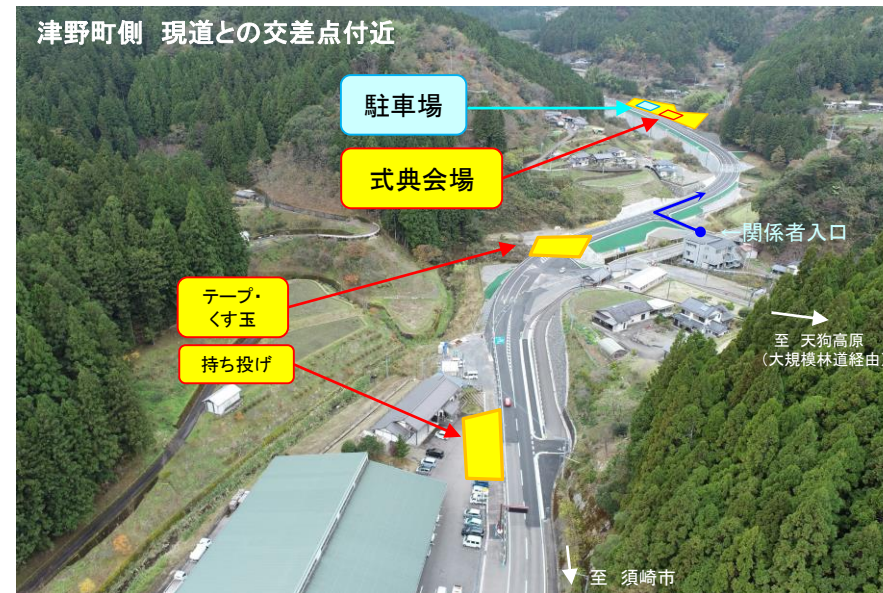 津野町側 現道との交差点付近
駐車場
式典会場
←関係者入口
テープ・
くす玉
至 天狗高原
（大規模林道経由）
持ち投げ
至 須崎市